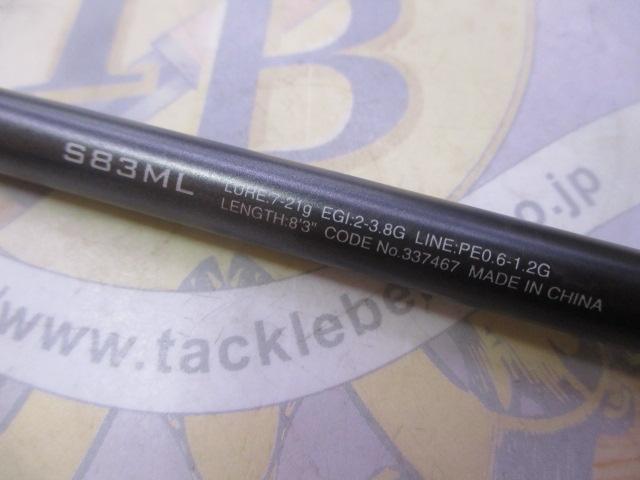 TB
S83ML
LURE:7-21g EGI:2-3.8G LINE:PE0.6-1.2G
LENGTH:8'3" CODE No.337467 MADE IN CHINA
www.tacklebe
o.jp